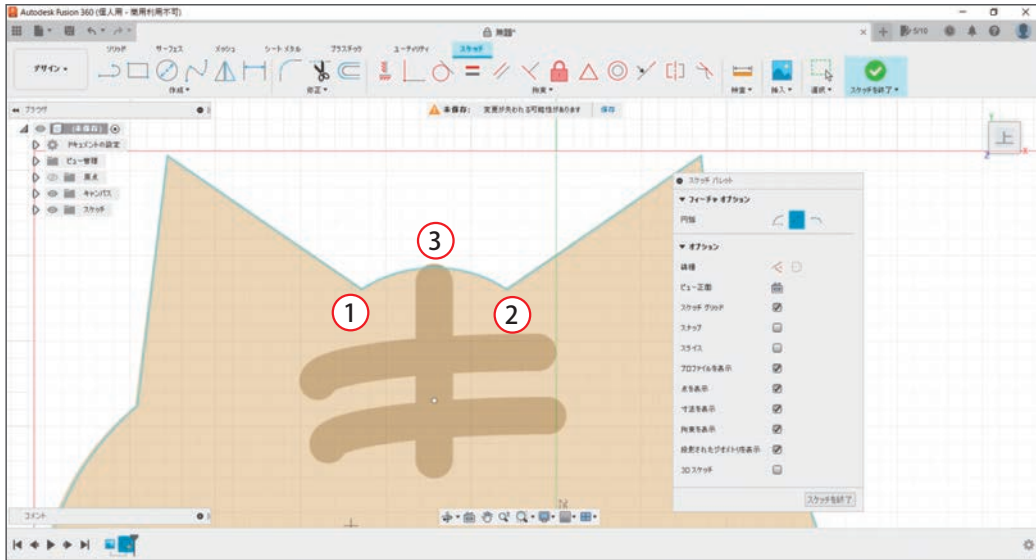 Autodesk Fusion 360 (個人用 - 商用利用不可)
無題*
5/10
デザイン
ソリッド サーフェス メッシュ シート メタル プラスチック ユーティリティ スケッチ
作成 修正 拘束 検査 挿入 選択 スケッチを終了
ブラウザ
未保存: 変更が失われる可能性があります 保存
(未保存)
ドキュメントの設定
ビュー管理
原点
キャンバス
スケッチ
上
X
Z
スケッチ パレット
フィーチャ オプション
円弧
オプション
線種
ビュー正面
スケッチ グリッド
スナップ
スライス
プロファイルを表示
点を表示
寸法を表示
拘束を表示
投影されたジオメトリを表示
3D スケッチ
スケッチを終了
3
1
2
コメント